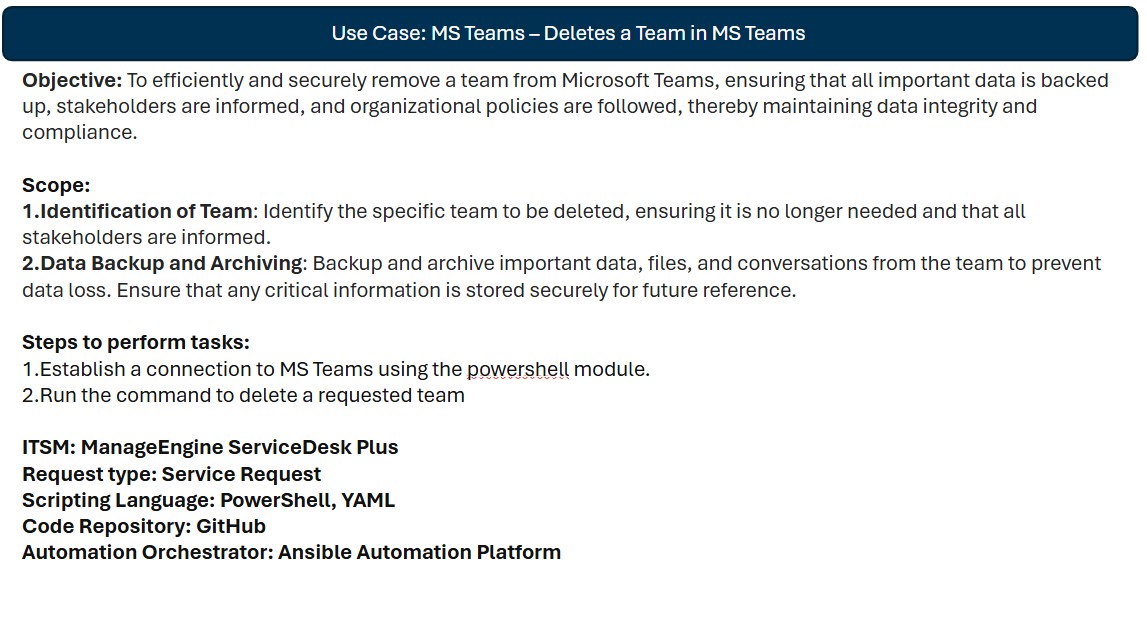 Use Case: MS Teams – Deletes a Team in MS Teams
Objective: To efficiently and securely remove a team from Microsoft Teams, ensuring that all important data is backed
up, stakeholders are informed, and organizational policies are followed, thereby maintaining data integrity and
compliance.
Scope:
1.Identification of Team: Identify the specific team to be deleted, ensuring it is no longer needed and that all
stakeholders are informed.
2.Data Backup and Archiving: Backup and archive important data, files, and conversations from the team to prevent
data loss. Ensure that any critical information is stored securely for future reference.
Steps to perform tasks:
1.Establish a connection to MS Teams using the powershell module.
2.Run the command to delete a requested team
ITSM: ManageEngine ServiceDesk Plus
Request type: Service Request
Scripting Language: PowerShell, YAML
Code Repository: GitHub
Automation Orchestrator: Ansible Automation Platform